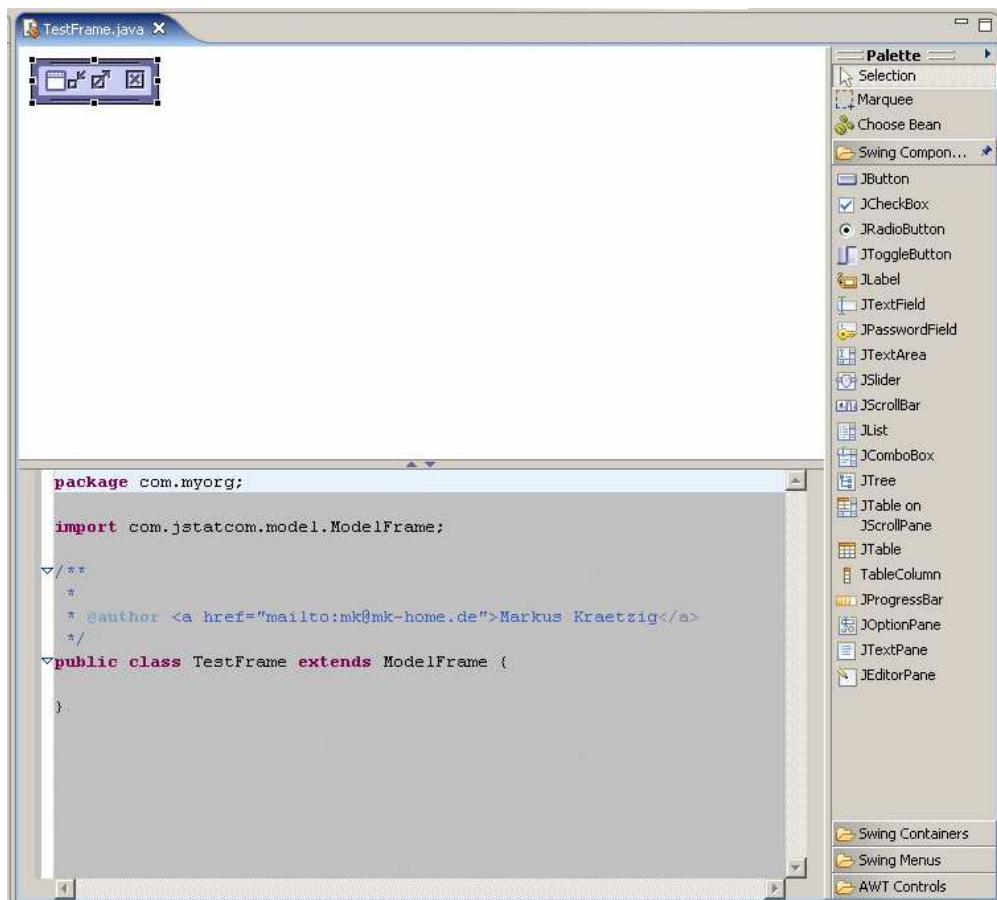 TestFrame.java
Palette
Selection
Marquee
Choose Bean
Swing Compon...
JButton
JCheckBox
JRadioButton
JToggleButton
JLabel
JTextField
JPasswordField
JTextArea
JSlider
JScrollBar
JList
JComboBox
JTree
JTable on
JScrollPane
JTable
TableColumn
JProgressBar
JOptionPane
JTextPane
JEditorPane
Swing Containers
Swing Menus
AWT Controls
package com.myorg;
import com.jstatcom.model.ModelFrame;
/**
*
* @author <a href="mailto:mk@mk-home.de">Markus Kraetzig</a>
*/
public class TestFrame extends ModelFrame {
}